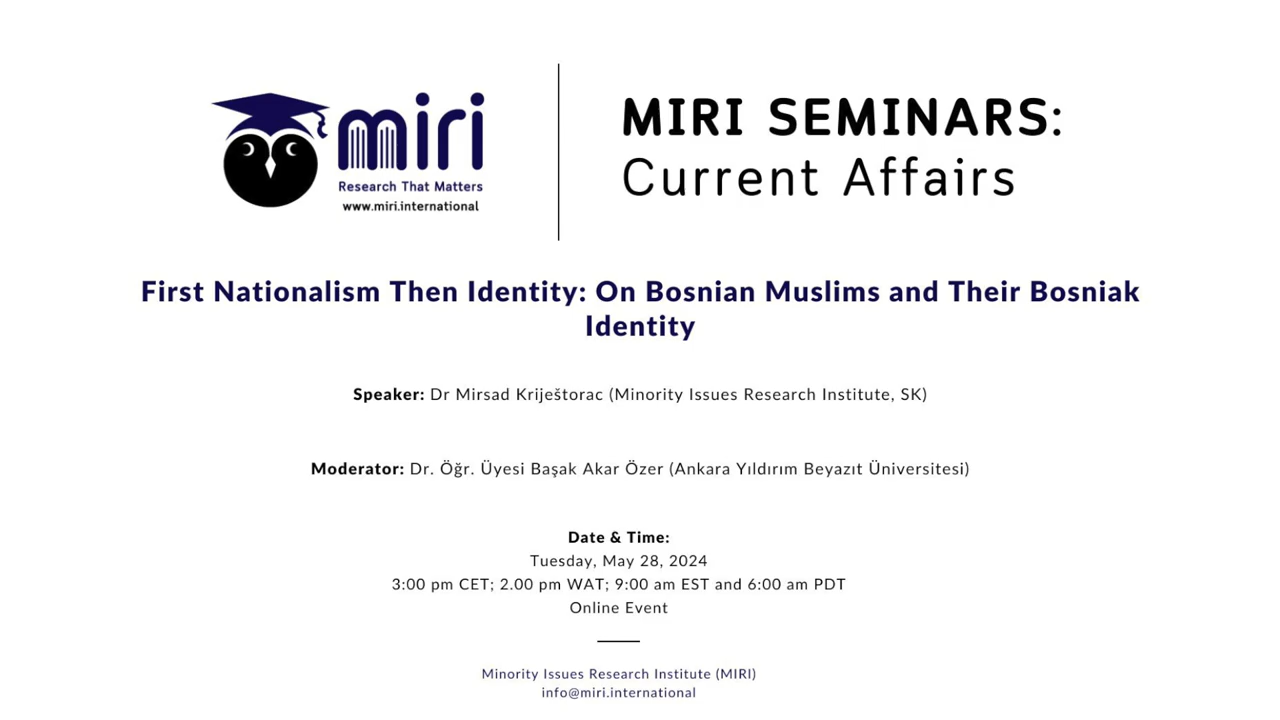 miri
Research That Matters
www.miri.international
MIRI SEMINARS:
Current Affairs
First Nationalism Then Identity: On Bosnian Muslims and Their Bosniak
Identity
Speaker: Dr Mirsad Kriještorac (Minority Issues Research Institute, SK)
Moderator: Dr. Öğr. Üyesi Başak Akar Özer (Ankara Yıldırım Beyazıt Üniversitesi)
Date & Time:
Tuesday, May 28, 2024
3:00 pm CET; 2.00 pm WAT; 9:00 am EST and 6:00 am PDT
Online Event
Minority Issues Research Institute (MIRI)
info@miri.international